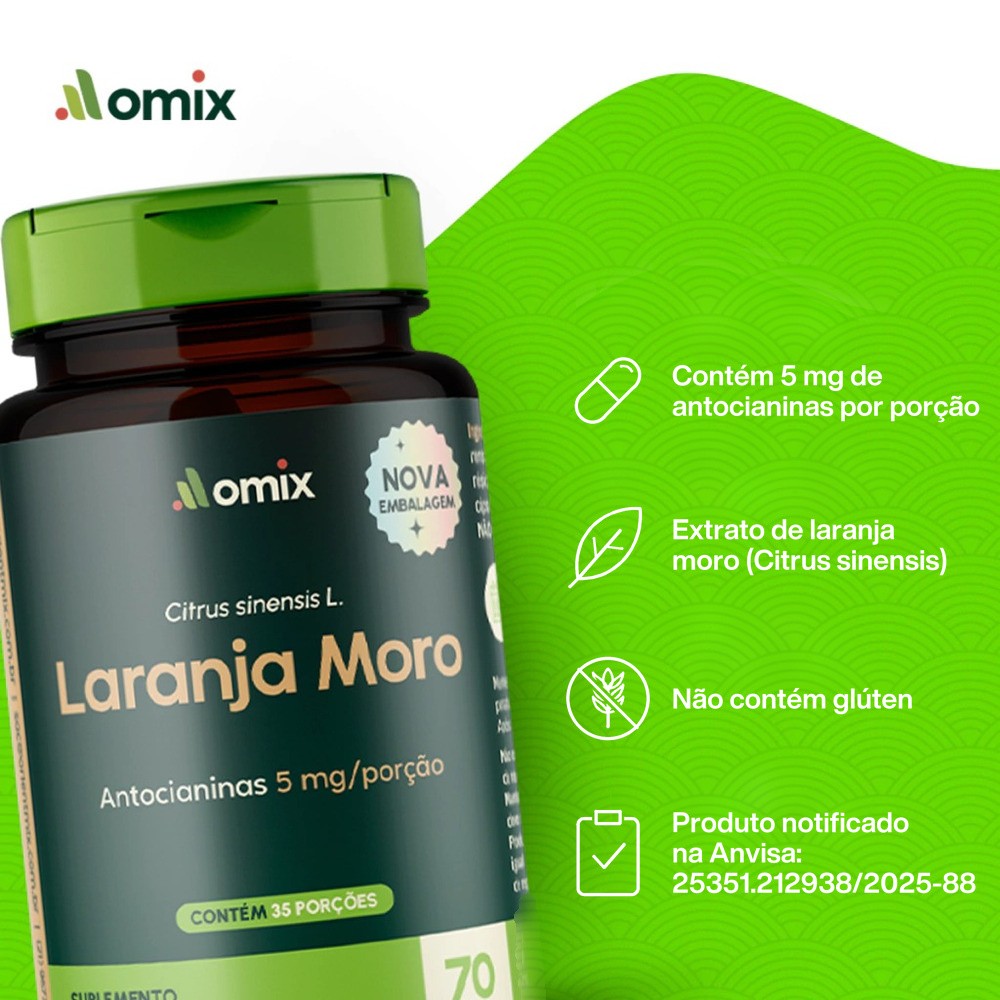 omix
omix
NOVA
EMBALAGEM
Citrus sinensis L.
Laranja Moro
Antocianinas 5 mg/porção
CONTÉM 35 PORÇÕES
SUPLEMENTO
70
Contém 5 mg de
antocianinas por porção
Extrato de laranja
moro (Citrus sinensis)
Não contém glúten
Produto notificado
na Anvisa:
25351.212938/2025-88